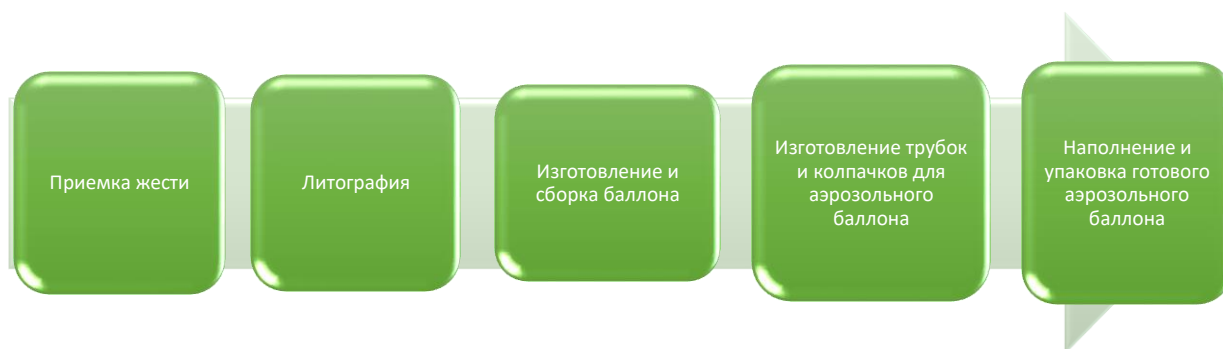 Приемка жести
Литография
Изготовление и
сборка баллона
Изготовление трубок
и колпачков для
аэрозольного
баллона
Наполнение и
упаковка готового
аэрозольного
баллона